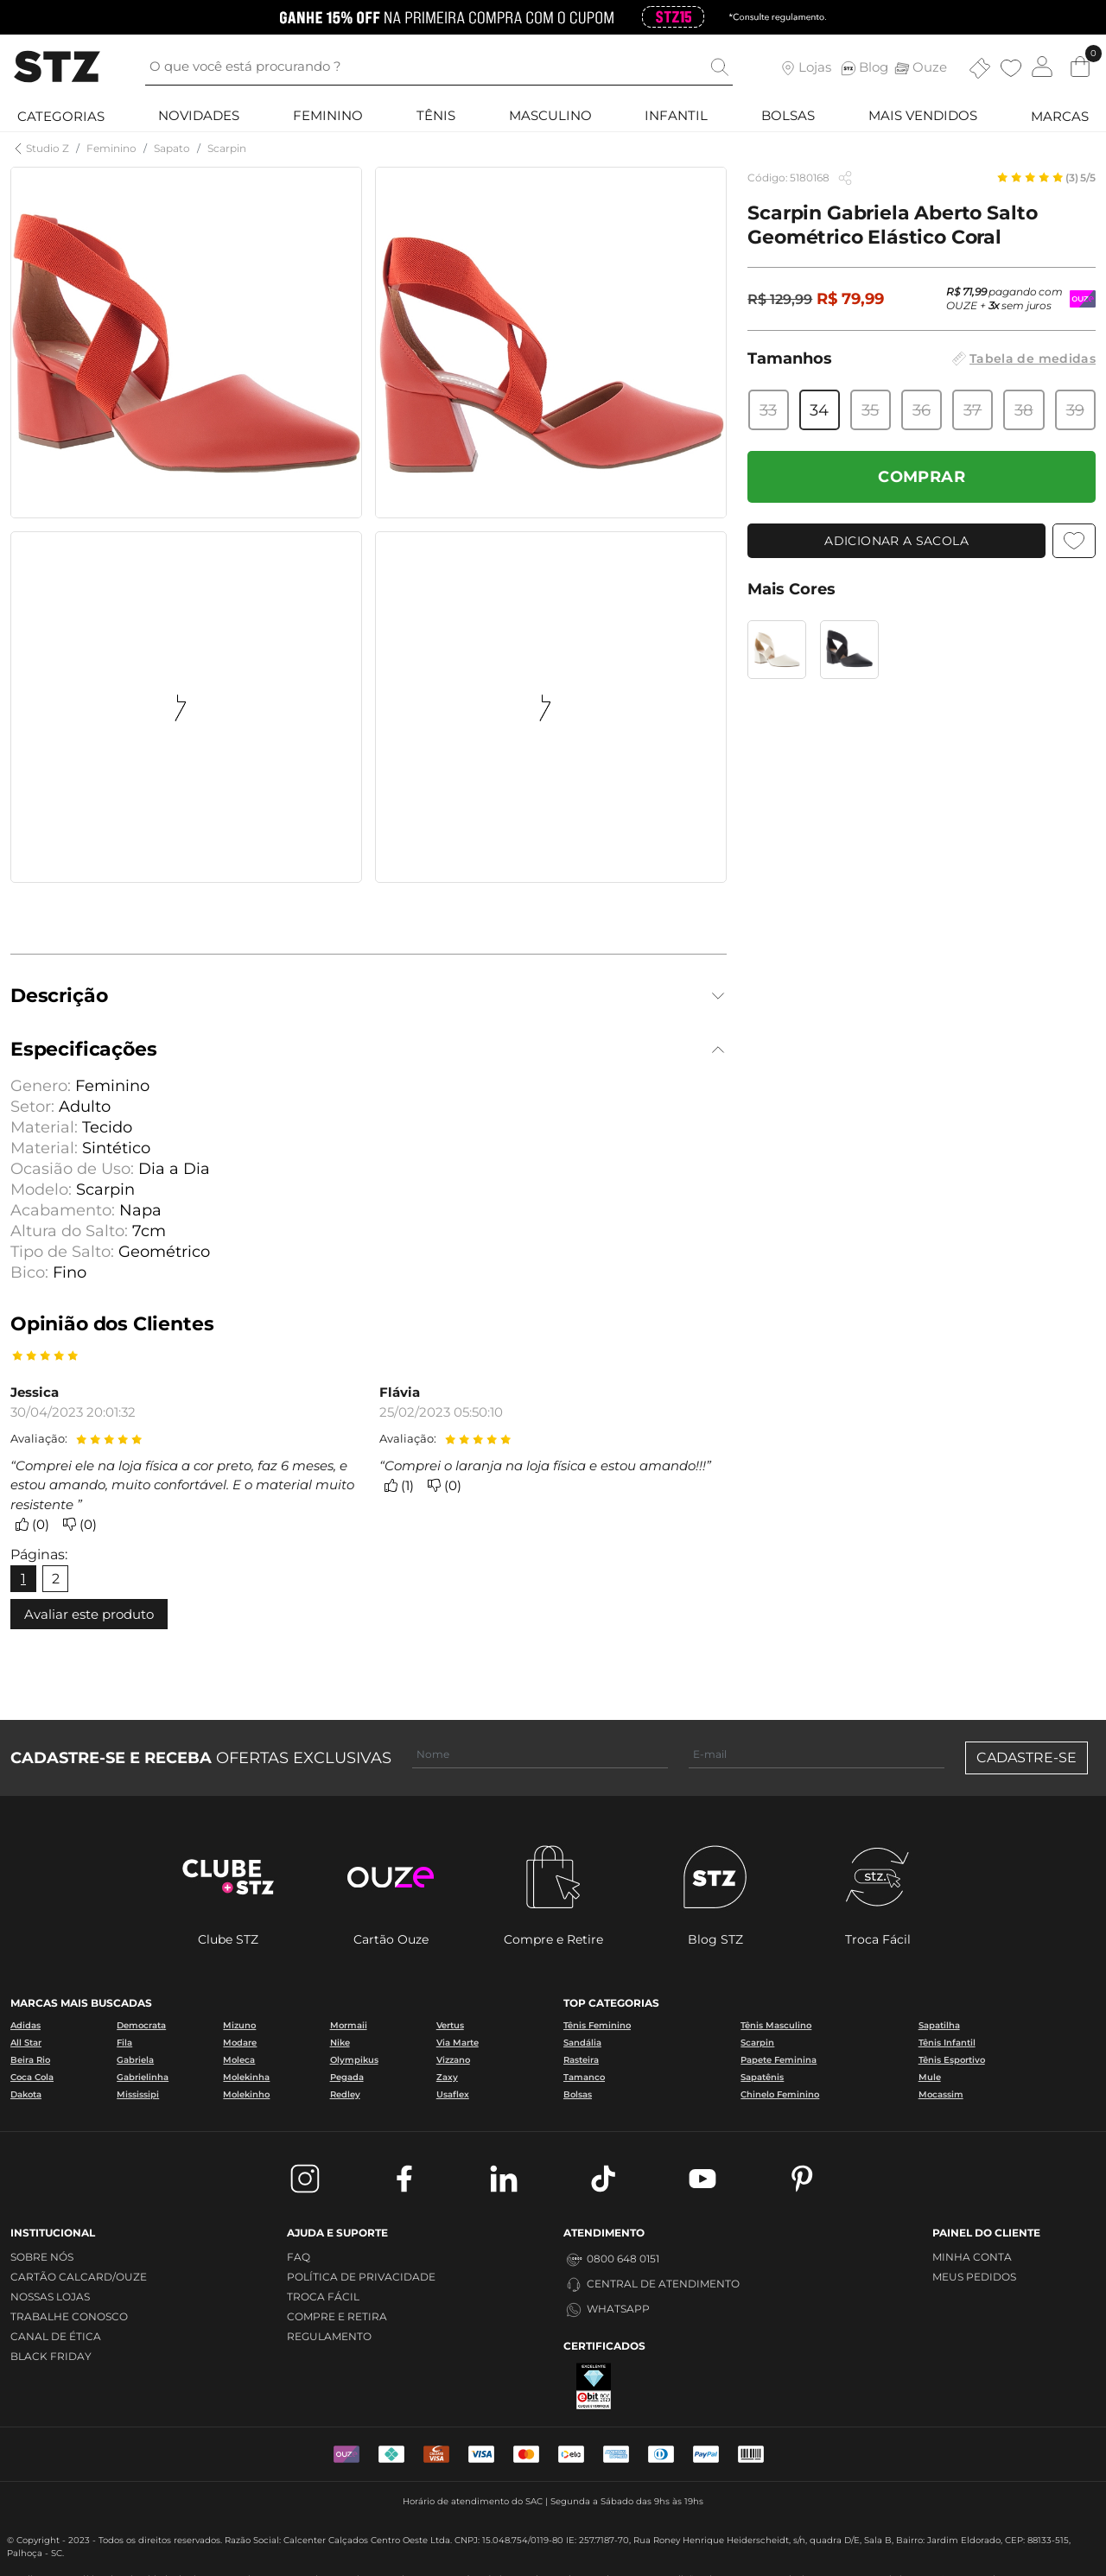 GANHE 15% OFF NA PRIMEIRA COMPRA COM O CUPOM STZ15 *Consulte regulamento.
STZ
O que você está procurando ?
Lojas
STZ Blog
Ouze
0
CATEGORIAS
NOVIDADES
FEMININO
TÊNIS
MASCULINO
INFANTIL
BOLSAS
MAIS VENDIDOS
MARCAS
Studio Z / Feminino / Sapato / Scarpin
Código: 5180168
(3) 5/5
Scarpin Gabriela Aberto Salto
Geométrico Elástico Coral
R$ 129,99 R$ 79,99
R$ 71,99 pagando com
OUZE + 3x sem juros
OUZ
Tamanhos
Tabela de medidas
33 34 35 36 37 38 39
COMPRAR
ADICIONAR A SACOLA
Mais Cores
Descrição
Especificações
Genero: Feminino
Setor: Adulto
Material: Tecido
Material: Sintético
Ocasião de Uso: Dia a Dia
Modelo: Scarpin
Acabamento: Napa
Altura do Salto: 7cm
Tipo de Salto: Geométrico
Bico: Fino
Opinião dos Clientes
Jessica
30/04/2023 20:01:32
Avaliação:
“Comprei ele na loja física a cor preto, faz 6 meses, e
estou amando, muito confortável. E o material muito
resistente ”
(0) (0)
Flávia
25/02/2023 05:50:10
Avaliação:
“Comprei o laranja na loja física e estou amando!!!”
(1) (0)
Páginas:
1 2
Avaliar este produto
CADASTRE-SE E RECEBA OFERTAS EXCLUSIVAS
Nome
E-mail
CADASTRE-SE
CLUBE
STZ
OUZE
STZ
stz.
Clube STZ
Cartão Ouze
Compre e Retire
Blog STZ
Troca Fácil
MARCAS MAIS BUSCADAS
Adidas Democrata Mizuno Mormaii Vertus
All Star Fila Modare Nike Via Marte
Beira Rio Gabriela Moleca Olympikus Vizzano
Coca Cola Gabrielinha Molekinha Pegada Zaxy
Dakota Mississipi Molekinho Redley Usaflex
TOP CATEGORIAS
Tênis Feminino Tênis Masculino Sapatilha
Sandália Scarpin Tênis Infantil
Rasteira Papete Feminina Tênis Esportivo
Tamanco Sapatênis Mule
Bolsas Chinelo Feminino Mocassim
INSTITUCIONAL
SOBRE NÓS
CARTÃO CALCARD/OUZE
NOSSAS LOJAS
TRABALHE CONOSCO
CANAL DE ÉTICA
BLACK FRIDAY
AJUDA E SUPORTE
FAQ
POLÍTICA DE PRIVACIDADE
TROCA FÁCIL
COMPRE E RETIRA
REGULAMENTO
ATENDIMENTO
0800 648 0151
CENTRAL DE ATENDIMENTO
WHATSAPP
CERTIFICADOS
EXCELENTE
ebit
CLIQUE E VERIFIQUE
PAINEL DO CLIENTE
MINHA CONTA
MEUS PEDIDOS
OUZ
VISA
VISA
elo
PayPal
Horário de atendimento do SAC | Segunda a Sábado das 9hs às 19hs
© Copyright - 2023 - Todos os direitos reservados. Razão Social: Calcenter Calçados Centro Oeste Ltda. CNPJ: 15.048.754/0119-80 IE: 257.7187-70, Rua Roney Henrique Heiderscheidt, s/n, quadra D/E, Sala B, Bairro: Jardim Eldorado, CEP: 88133-515,
Palhoça - SC.